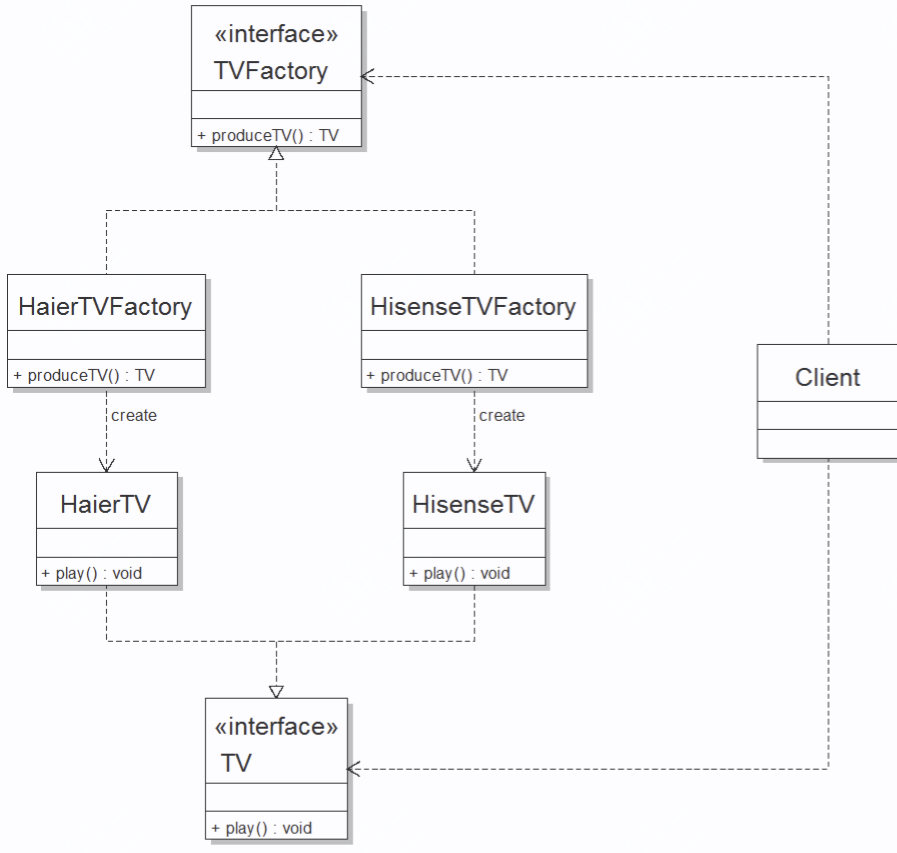 «interface»
TVFactory
+ produceTV() : TV
HaierTVFactory
+ produceTV() : TV
HisenseTVFactory
+ produceTV() : TV
Client
create
create
HaierTV
+ play() : void
HisenseTV
+ play() : void
«interface»
TV
+ play() : void